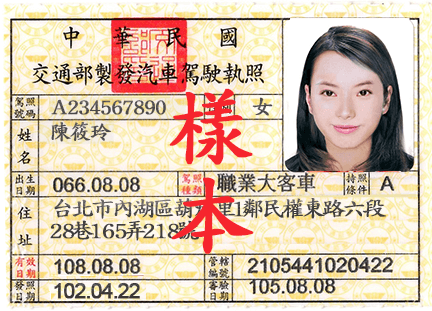 中華民國
交通部製發汽車駕駛執照
駕照號碼 A234567890 女
姓名 陳筱玲
出生日期 066.08.08 駕照種類 職業大客車 持照條件 A
住址 台北市內湖區葫 里1鄰民權東路六段
28巷165弄218號
有效日期 108.08.08 管轄編號 2105441020422
發照日期 102.04.22 審驗日期 105.08.08
樣本